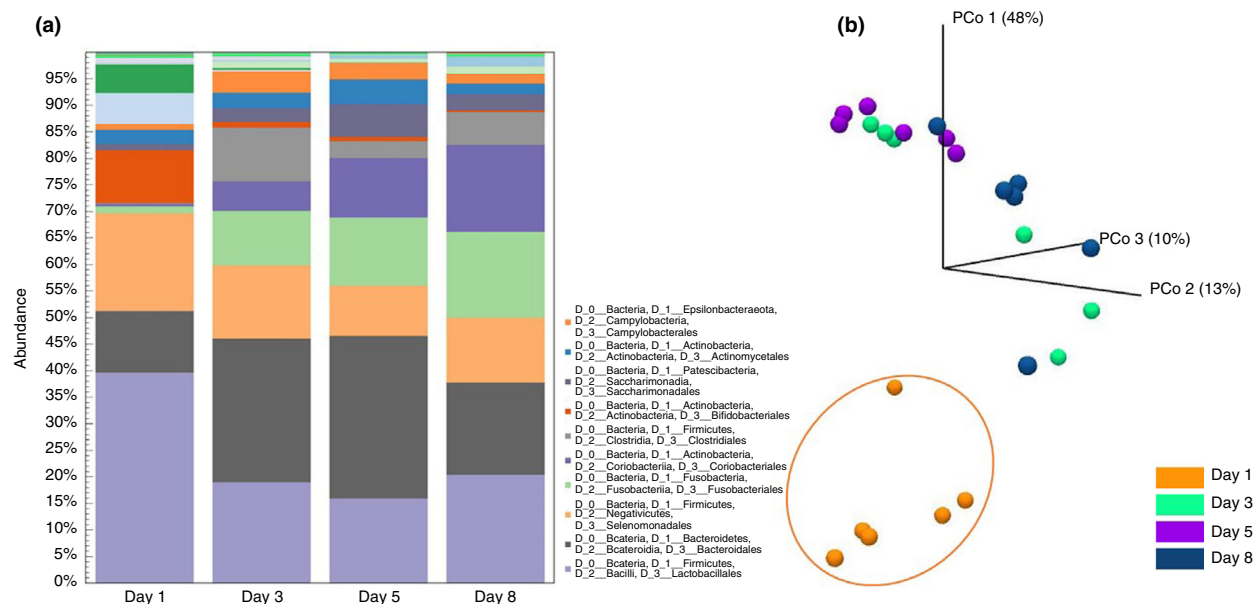 (a)
(b)
Abundance
95%
90%
85%
80%
75%
70%
65%
60%
55%
50%
45%
40%
35%
30%
25%
20%
15%
10%
5%
0%
Day 1
Day 3
Day 5
Day 8
D_0__Bacteria, D_1__Epsilonbacteraeota,
D_2__Campylobacteria,
D_3__Campylobacterales
D_0__Bacteria, D_1__Actinobacteria,
D_2__Actinobacteria, D_3__Actinomycetales
D_0__Bacteria, D_1__Patescibacteria,
D_2__Saccharimonadia,
D_3__Saccharimonadales
D_0__Bacteria, D_1__Actinobacteria,
D_2__Actinobacteria, D_3__Bifidobacteriales
D_0__Bacteria, D_1__Firmicutes,
D_2__Clostridia, D_3__Clostridiales
D_0__Bacteria, D_1__Actinobacteria,
D_2__Coriobacteriia, D_3__Coriobacteriales
D_0__Bacteria, D_1__Fusobacteria,
D_2__Fusobacteriia, D_3__Fusobacteriales
D_0__Bacteria, D_1__Firmicutes,
D_2__Negativicutes,
D_3__Selenomonadales
D_0__Bcateria, D_1__Bacteroidetes,
D_2__Bcateroidia, D_3__Bacteroidales
D_0__Bcateria, D_1__Firmicutes,
D_2__Bacilli, D_3__Lactobacillales
PCo 1 (48%)
PCo 3 (10%)
PCo 2 (13%)
Day 1
Day 3
Day 5
Day 8